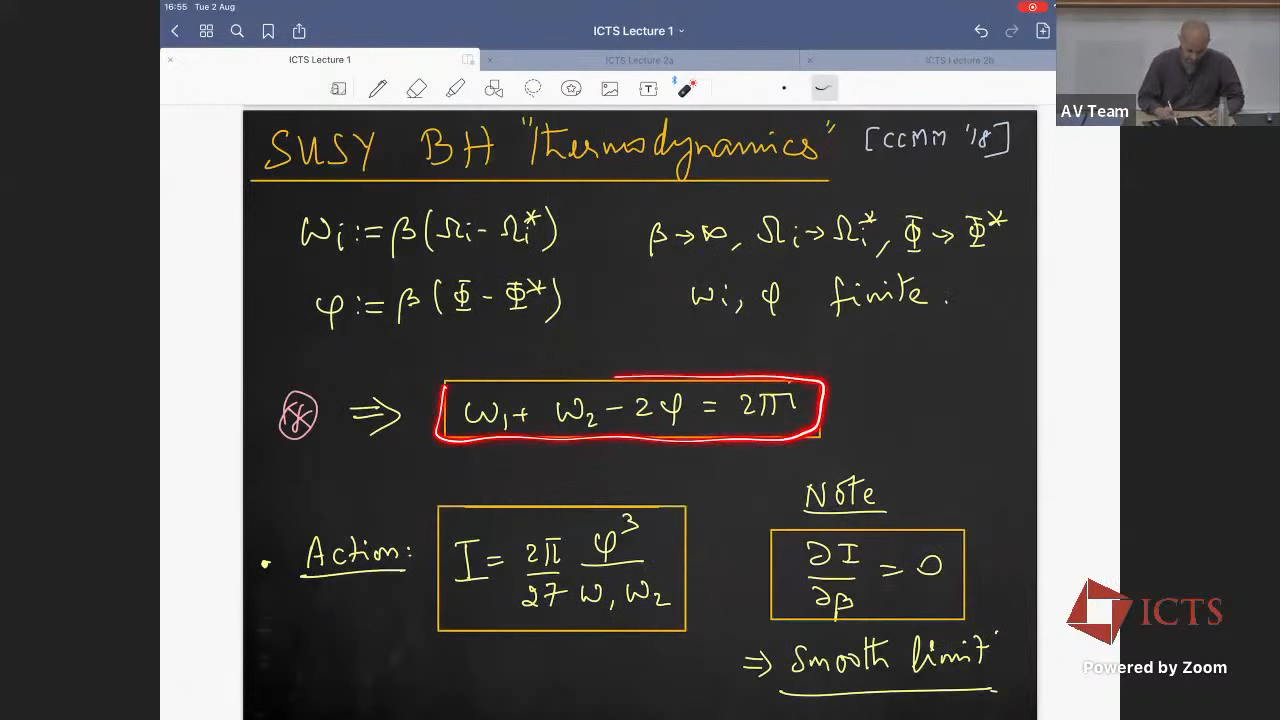 16:55 Tue 2 Aug
ICTS Lecture 1
ICTS Lecture 1
ICTS Lecture 2a
ICTS Lecture 2b
AV Team
SUSY BH "Thermodynamics" [CCMM '18]
ωi := β(Ωi - Ωi*) β→∞, Ωi→Ωi*, Φ→Φ*
φ := β(Φ - Φ*) ωi, φ finite.
⇒ ω₁ + ω₂ - 2φ = 2πi
Note
• Action: I = 2π/27 φ³/ω₁ω₂ ∂I/∂β = 0
⇒ smooth limit
ICTS
Powered by Zoom